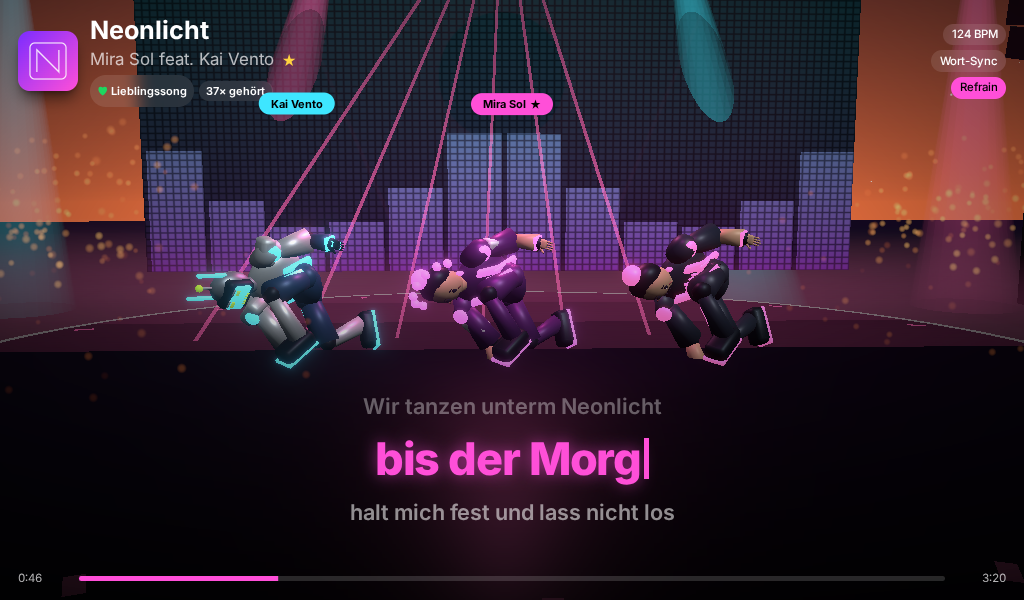 Neonlicht
Mira Sol feat. Kai Vento ★
Lieblingssong
37× gehört
Kai Vento
Mira Sol ★
124 BPM
Wort-Sync
Refrain
Wir tanzen unterm Neonlicht
bis der Morg
halt mich fest und lass nicht los
0:46
3:20